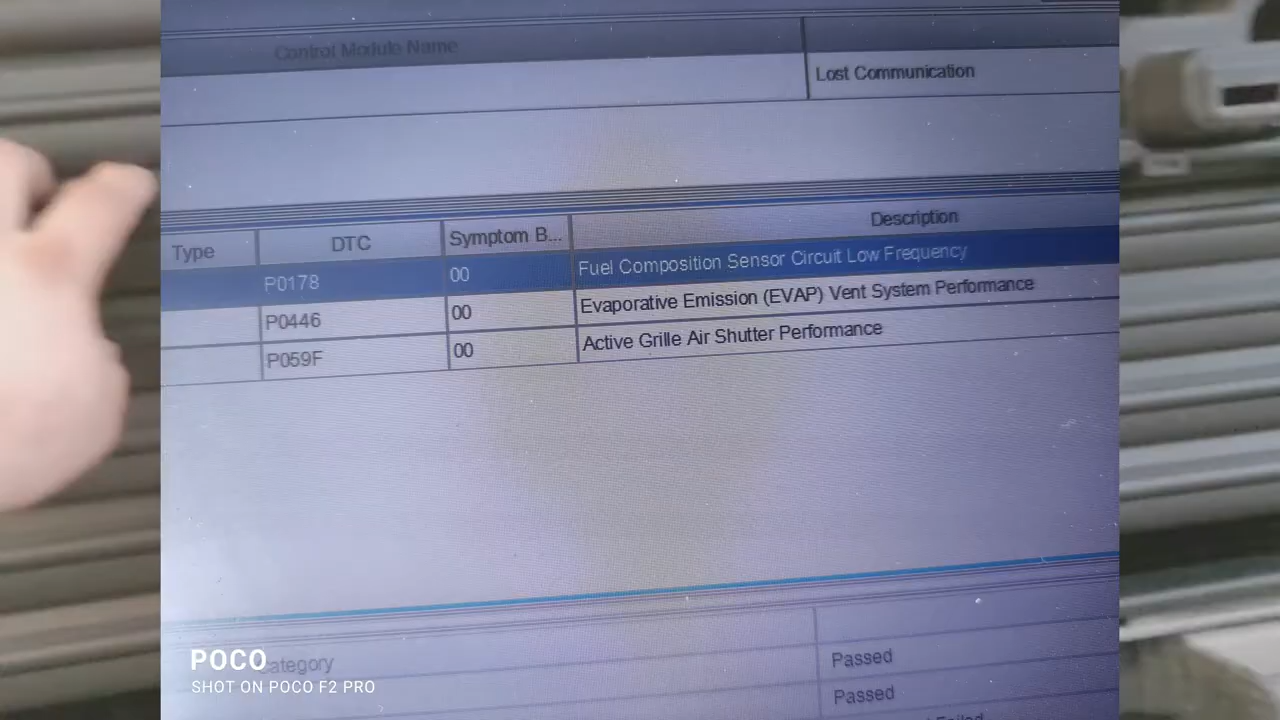 Control Module Name
Lost Communication
Type DTC Symptom B... Description
P0178 00 Fuel Composition Sensor Circuit Low Frequency
P0446 00 Evaporative Emission (EVAP) Vent System Performance
P059F 00 Active Grille Air Shutter Performance
ategory Passed
Passed
POCO
SHOT ON POCO F2 PRO